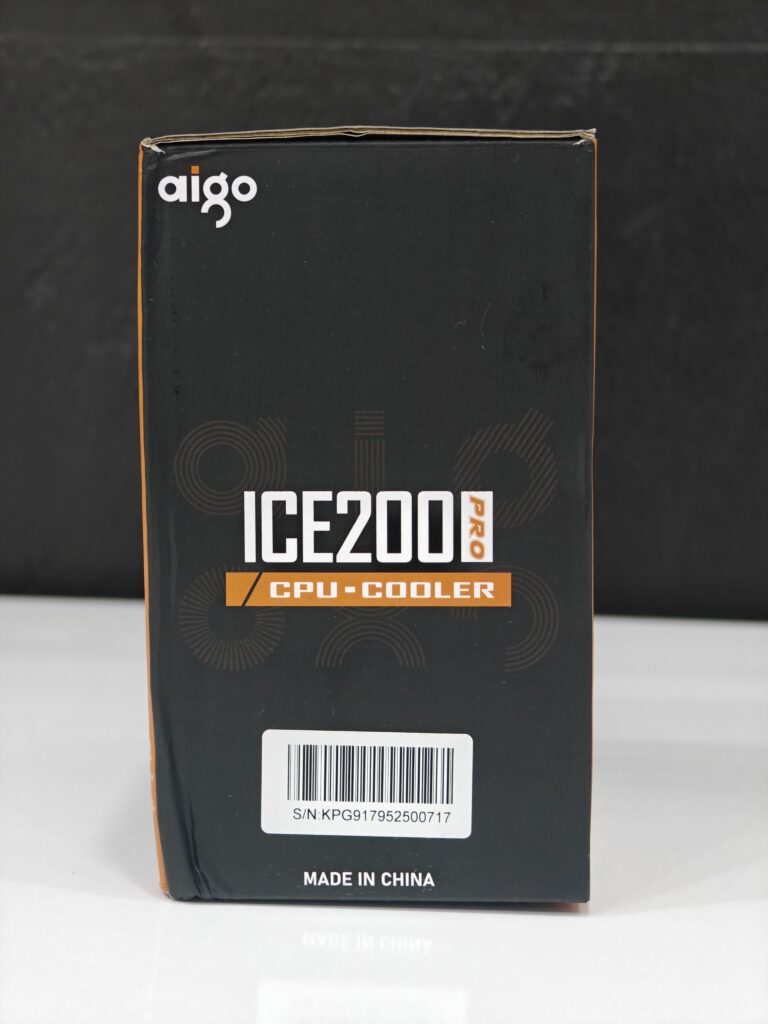 aigo
ICE200 PRO
CPU-COOLER
S/N:KPG917952500717
MADE IN CHINA